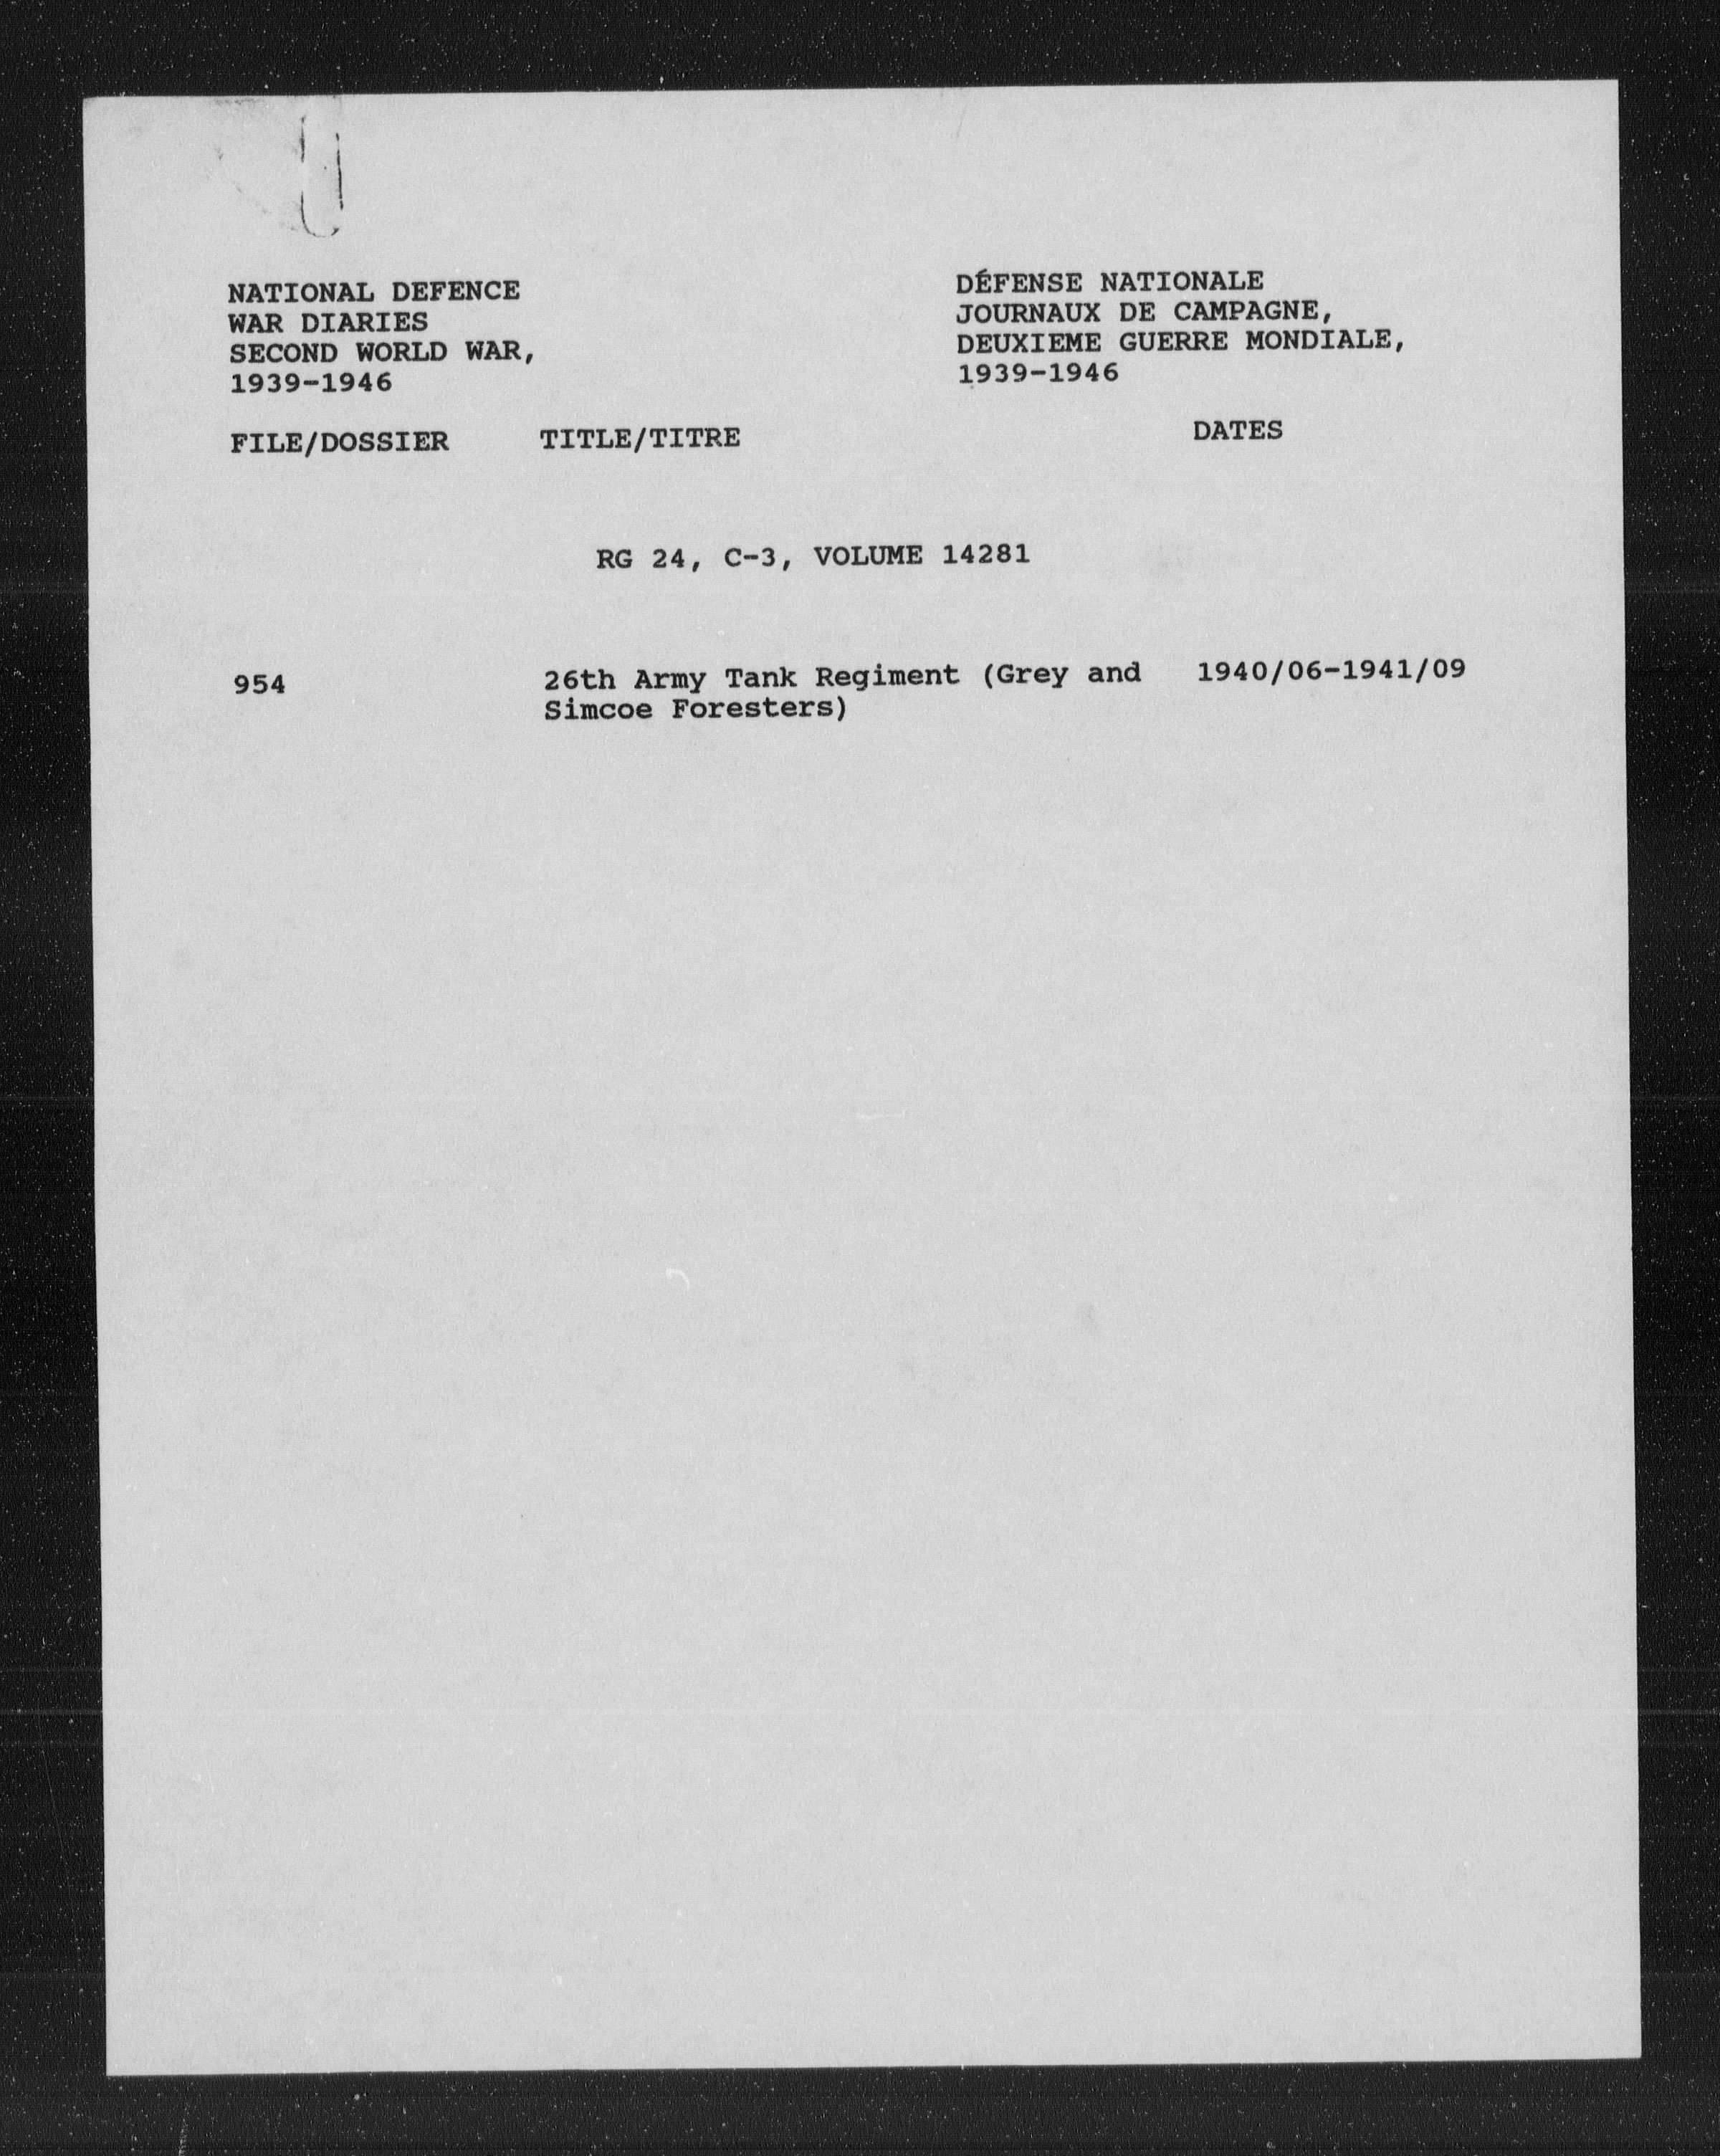 NATIONAL DEFENCE
WAR DIARIES
SECOND WORLD WAR,
1939-1946
DÉFENSE NATIONALE
JOURNAUX DE CAMPAGNE,
DEUXIEME GUERRE MONDIALE,
1939-1946
FILE/DOSSIER TITLE/TITRE DATES
RG 24, C-3, VOLUME 14281
954 26th Army Tank Regiment (Grey and 1940/06-1941/09
Simcoe Foresters)